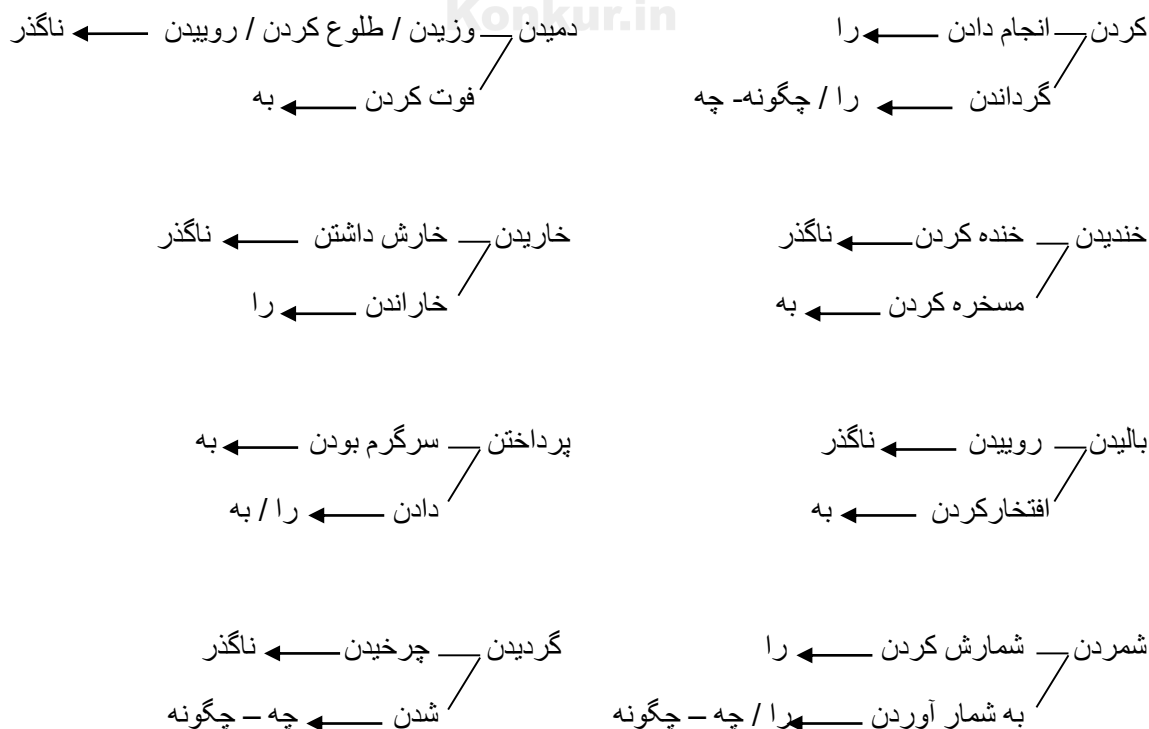 Konkur.in
کردن — انجام دادن ← را
گرداندن ← را / چگونه- چه
دمیدن — وزیدن / طلوع کردن / روییدن ← ناگذر
فوت کردن ← به
خندیدن — خنده کردن ← ناگذر
مسخره کردن ← به
خاریدن — خارش داشتن ← ناگذر
خاراندن ← را
بالیدن — روییدن ← ناگذر
افتخارکردن ← به
پرداختن — سرگرم بودن ← به
دادن ← را / به
شمردن — شمارش کردن ← را
به شمار آوردن ← را / چه – چگونه
گردیدن — چرخیدن ← ناگذر
شدن ← چه – چگونه